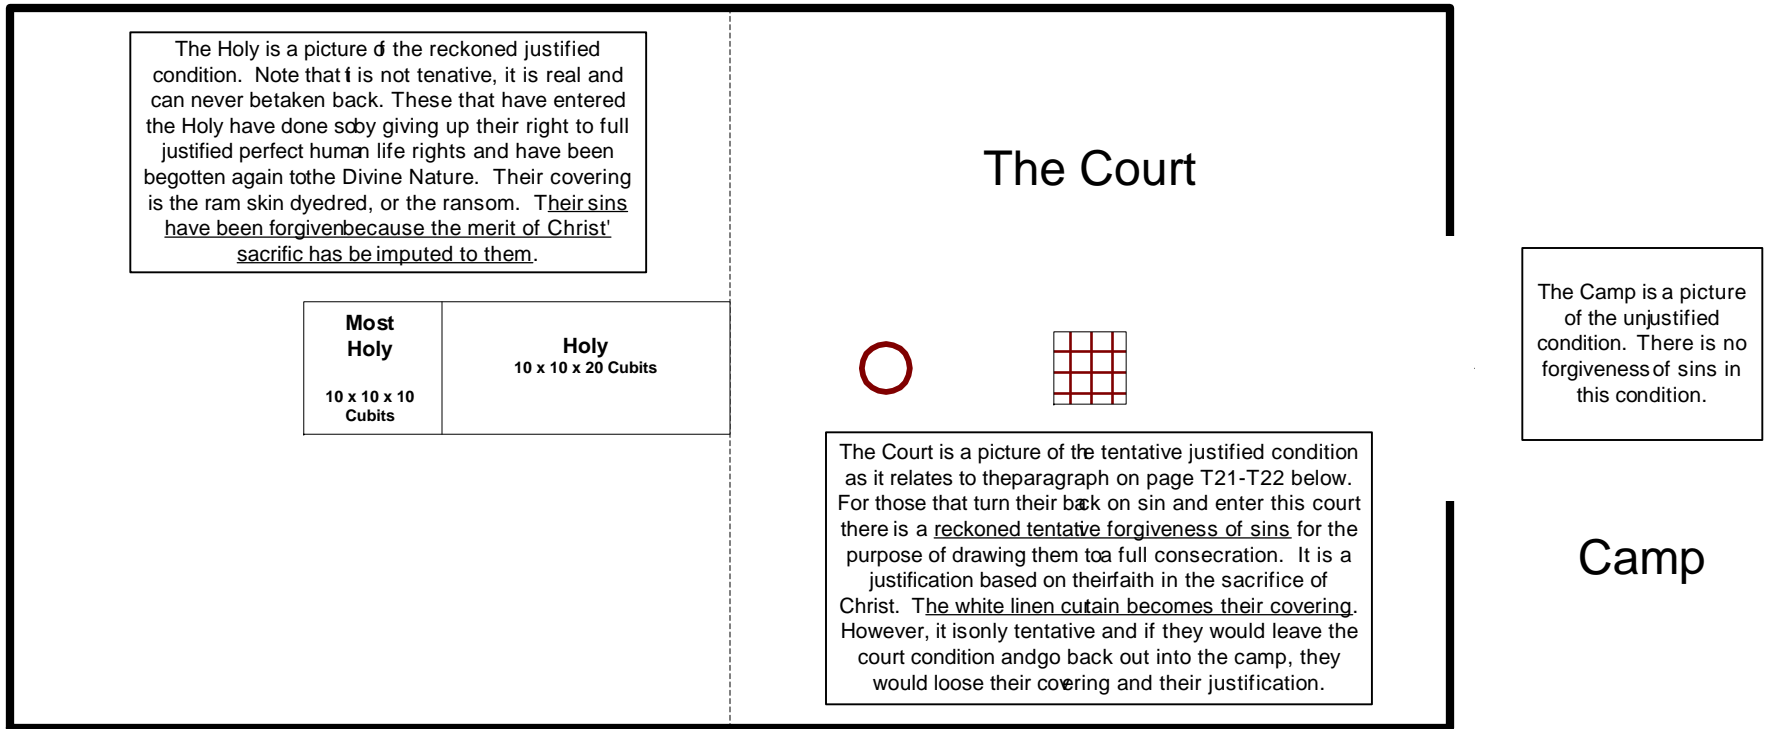 The Holy is a picture of the reckoned justified
condition. Note that it is not tenative, it is real and
can never betaken back. These that have entered
the Holy have done soby giving up their right to full
justified perfect human life rights and have been
begotten again tothe Divine Nature. Their covering
is the ram skin dyedred, or the ransom. Their sins
have been forgivenbecause the merit of Christ'
sacrific has be imputed to them.
The Court
Most
Holy
10 x 10 x 10
Cubits
Holy
10 x 10 x 20 Cubits
The Court is a picture of the tentative justified condition
as it relates to theparagraph on page T21-T22 below.
For those that turn their back on sin and enter this court
there is a reckoned tentative forgiveness of sins for the
purpose of drawing them toa full consecration. It is a
justification based on theirfaith in the sacrifice of
Christ. The white linen curtain becomes their covering.
However, it isonly tentative and if they would leave the
court condition andgo back out into the camp, they
would loose their covering and their justification.
The Camp is a picture
of the unjustified
condition. There is no
forgiveness of sins in
this condition.
Camp